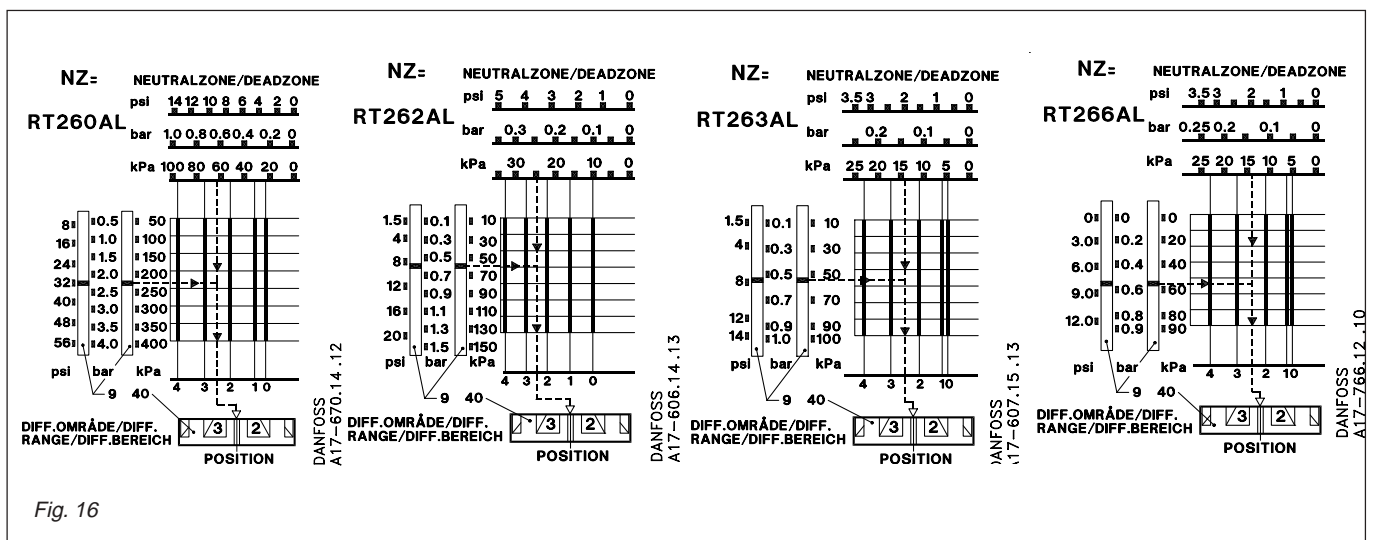 NZ= NEUTRALZONE/DEADZONE
RT260AL
psi 14 12 10 8 6 4 2 0
bar 1.0 0.8 0.6 0.4 0.2 0
kPa 100 80 60 40 20 0
8 0.5 50
16 1.0 100
24 1.5 150
32 2.0 200
40 2.5 250
48 3.0 300
56 3.5 350
4.0 400
psi bar kPa
4 3 2 1 0
9 40
DIFF.OMRÅDE/DIFF.
RANGE/DIFF.BEREICH
3 2
POSITION
DANFOSS
A17-670.14.12
NZ= NEUTRALZONE/DEADZONE
RT262AL
psi 5 4 3 2 1 0
bar 0.3 0.2 0.1 0
kPa 30 20 10 0
1.5 0.1 10
4 0.3 30
8 0.5 50
12 0.7 70
16 0.9 90
20 1.1 110
1.3 130
1.5 150
psi bar kPa
4 3 2 1 0
9 40
DIFF.OMRÅDE/DIFF.
RANGE/DIFF.BEREICH
3 2
POSITION
DANFOSS
A17-606.14.13
NZ= NEUTRALZONE/DEADZONE
RT263AL
psi 3.5 3 2 1 0
bar 0.2 0.1 0
kPa 25 20 15 10 5 0
1.5 0.1 10
4 0.3 30
8 0.5 50
12 0.7 70
14 0.9 90
1.0 100
psi bar kPa
4 3 2 1 0
9 40
DIFF.OMRÅDE/DIFF.
RANGE/DIFF.BEREICH
3 2
POSITION
DANFOSS
A17-607.15.13
NZ= NEUTRALZONE/DEADZONE
RT266AL
psi 3.5 3 2 1 0
bar 0.25 0.2 0.1 0
kPa 25 20 15 10 5 0
0 0 0
3.0 0.2 20
6.0 0.4 40
9.0 0.6 60
12.0 0.8 80
0.9 90
psi bar kPa
4 3 2 1 0
9 40
DIFF.OMRÅDE/DIFF.
RANGE/DIFF.BEREICH
3 2
POSITION
DANFOSS
A17-766.12.10
Fig. 16